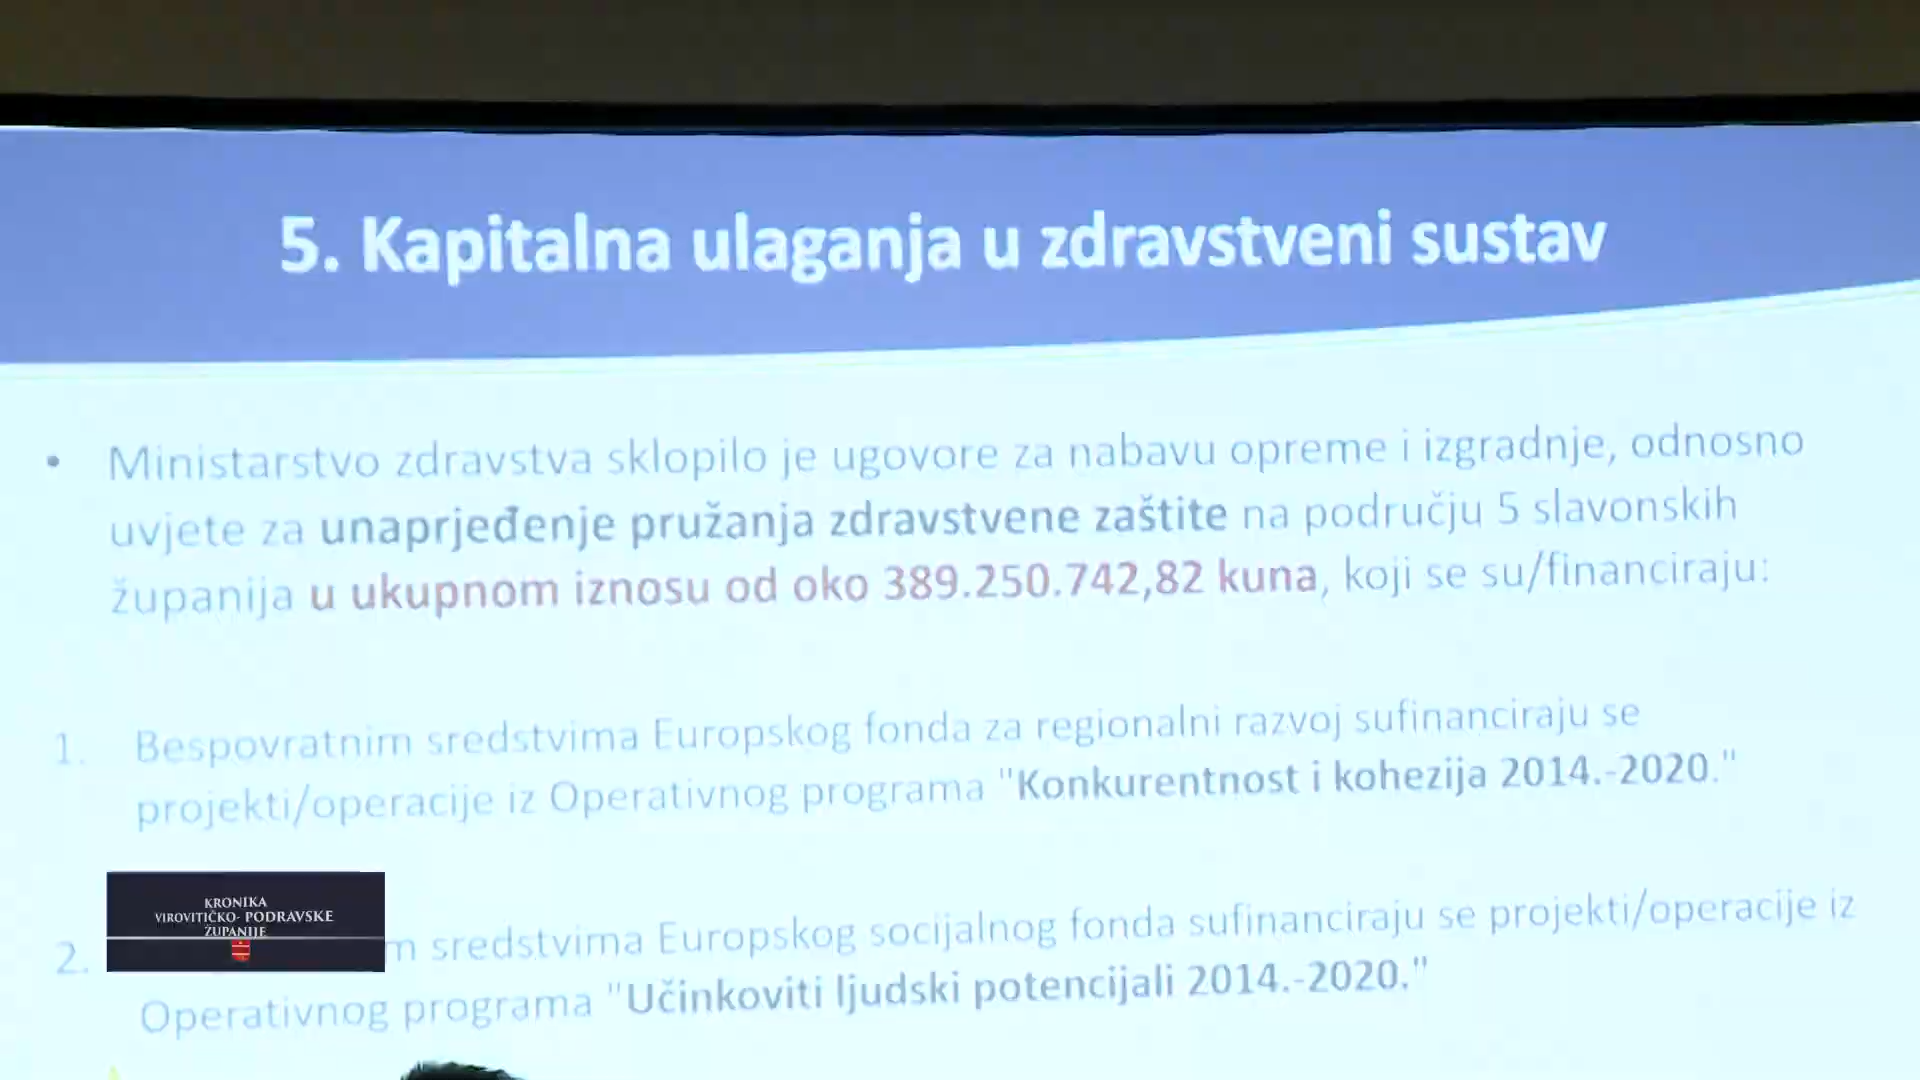 5. Kapitalna ulaganja u zdravstveni sustav
• Ministarstvo zdravstva sklopilo je ugovore za nabavu opreme i izgradnje, odnosno
uvjete za unaprjeđenje pružanja zdravstvene zaštite na području 5 slavonskih
županija u ukupnom iznosu od oko 389.250.742,82 kuna, koji se su/financiraju:
1. Bespovratnim sredstvima Europskog fonda za regionalni razvoj sufinanciraju se
projekti/operacije iz Operativnog programa "Konkurentnost i kohezija 2014.-2020."
2. m sredstvima Europskog socijalnog fonda sufinanciraju se projekti/operacije iz
Operativnog programa "Učinkoviti ljudski potencijali 2014.-2020."
KRONIKA
VIROVITIČKO- PODRAVSKE
ŽUPANIJE